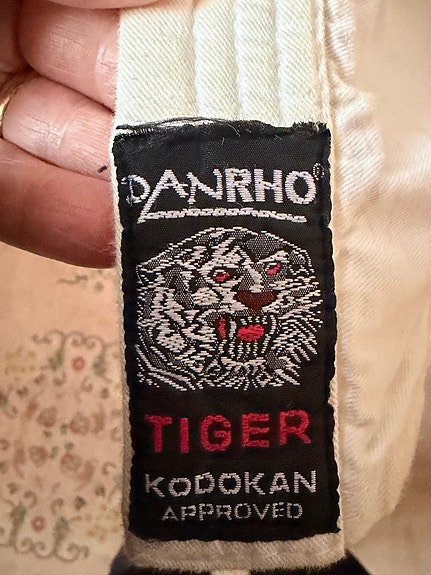 DANRHO®
TIGER
KODOKAN
APPROVED